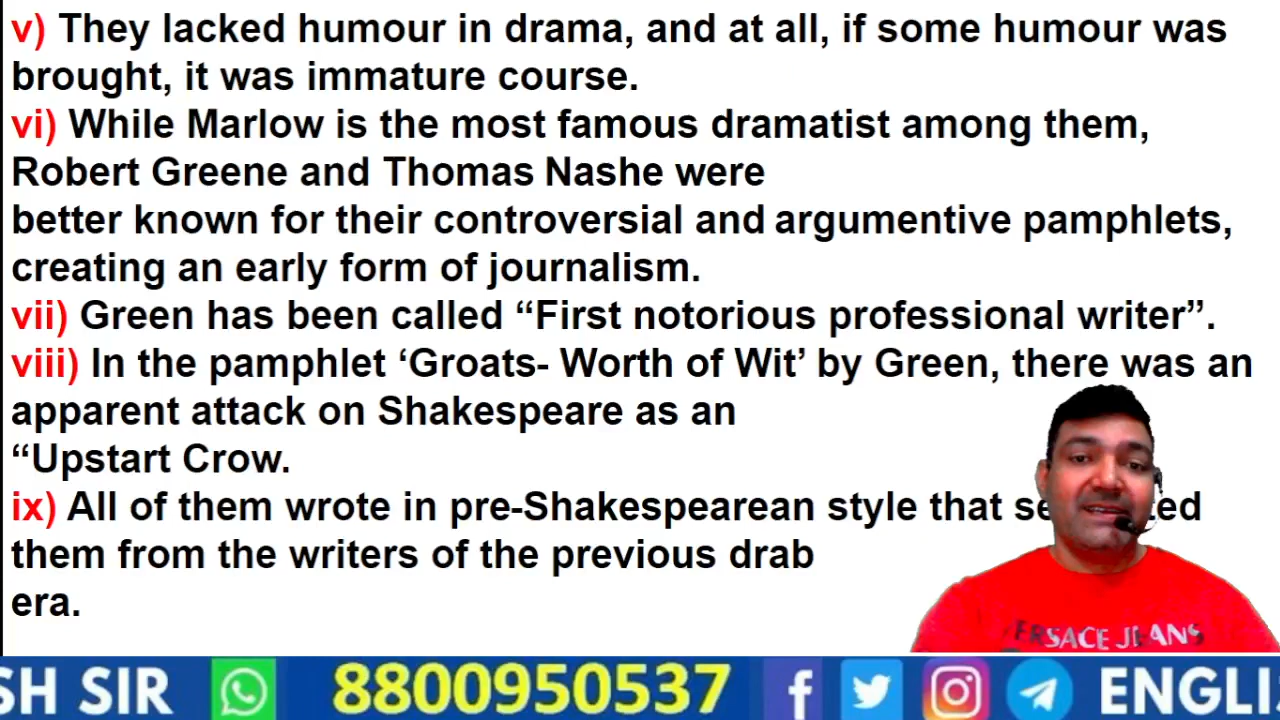 v) They lacked humour in drama, and at all, if some humour was
brought, it was immature course.
vi) While Marlow is the most famous dramatist among them,
Robert Greene and Thomas Nashe were
better known for their controversial and argumentive pamphlets,
creating an early form of journalism.
vii) Green has been called “First notorious professional writer”.
viii) In the pamphlet ‘Groats- Worth of Wit’ by Green, there was an
apparent attack on Shakespeare as an
“Upstart Crow.
ix) All of them wrote in pre-Shakespearean style that
them from the writers of the previous drab
era.
JEANS
SH SIR 8800950537 ENGLIS